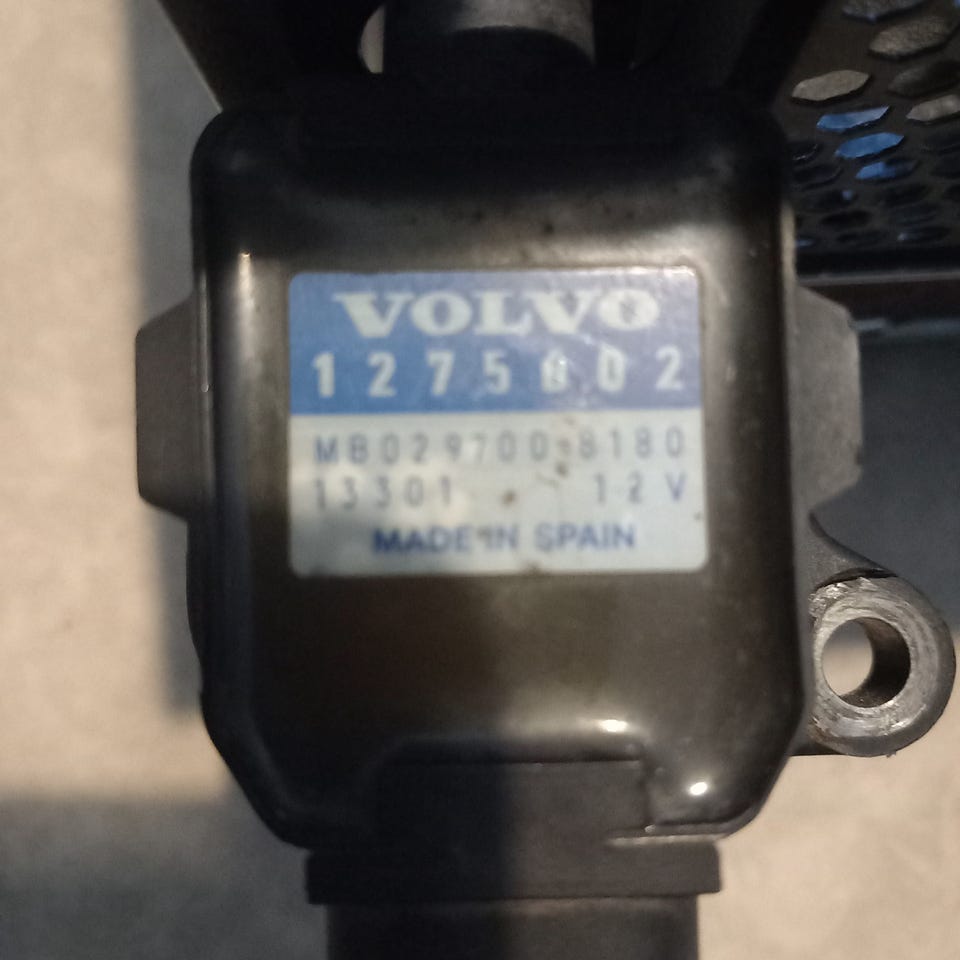 VOLVO
1275602
MB029700-8180
13301 12V
MADE IN SPAIN